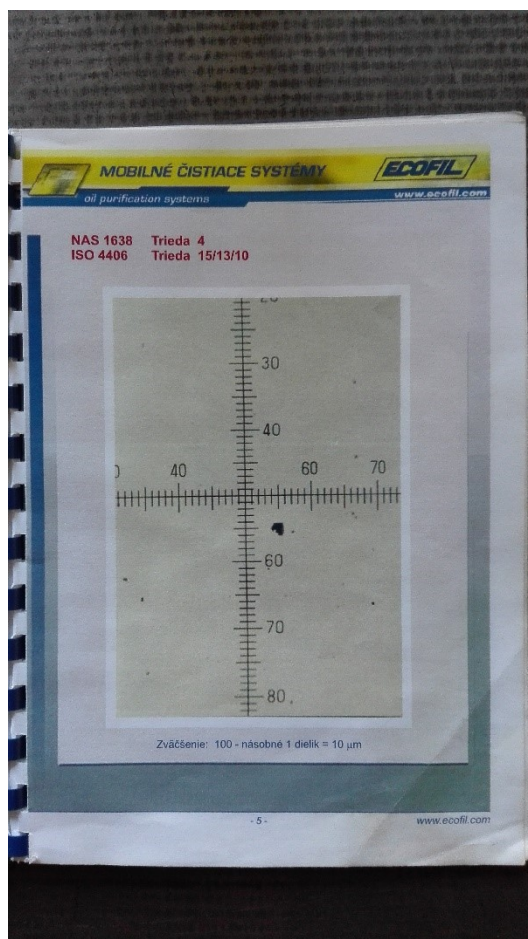 MOBILNÉ ČISTIACE SYSTÉMY
ECOFIL
oil purification systems
www.ecofil.com
NAS 1638 Trieda 4
ISO 4406 Trieda 15/13/10
30
40
40 60 70
60
70
80
Zväčšenie: 100 - násobné 1 dielik = 10 µm
- 5 -
www.ecofil.com